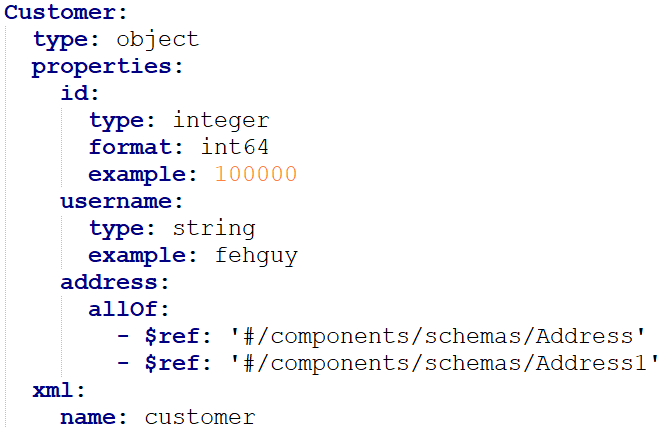 Customer:
  type: object
  properties:
    id:
      type: integer
      format: int64
      example: 100000
    username:
      type: string
      example: fehguy
    address:
      allOf:
        - $ref: '#/components/schemas/Address'
        - $ref: '#/components/schemas/Address1'
  xml:
    name: customer